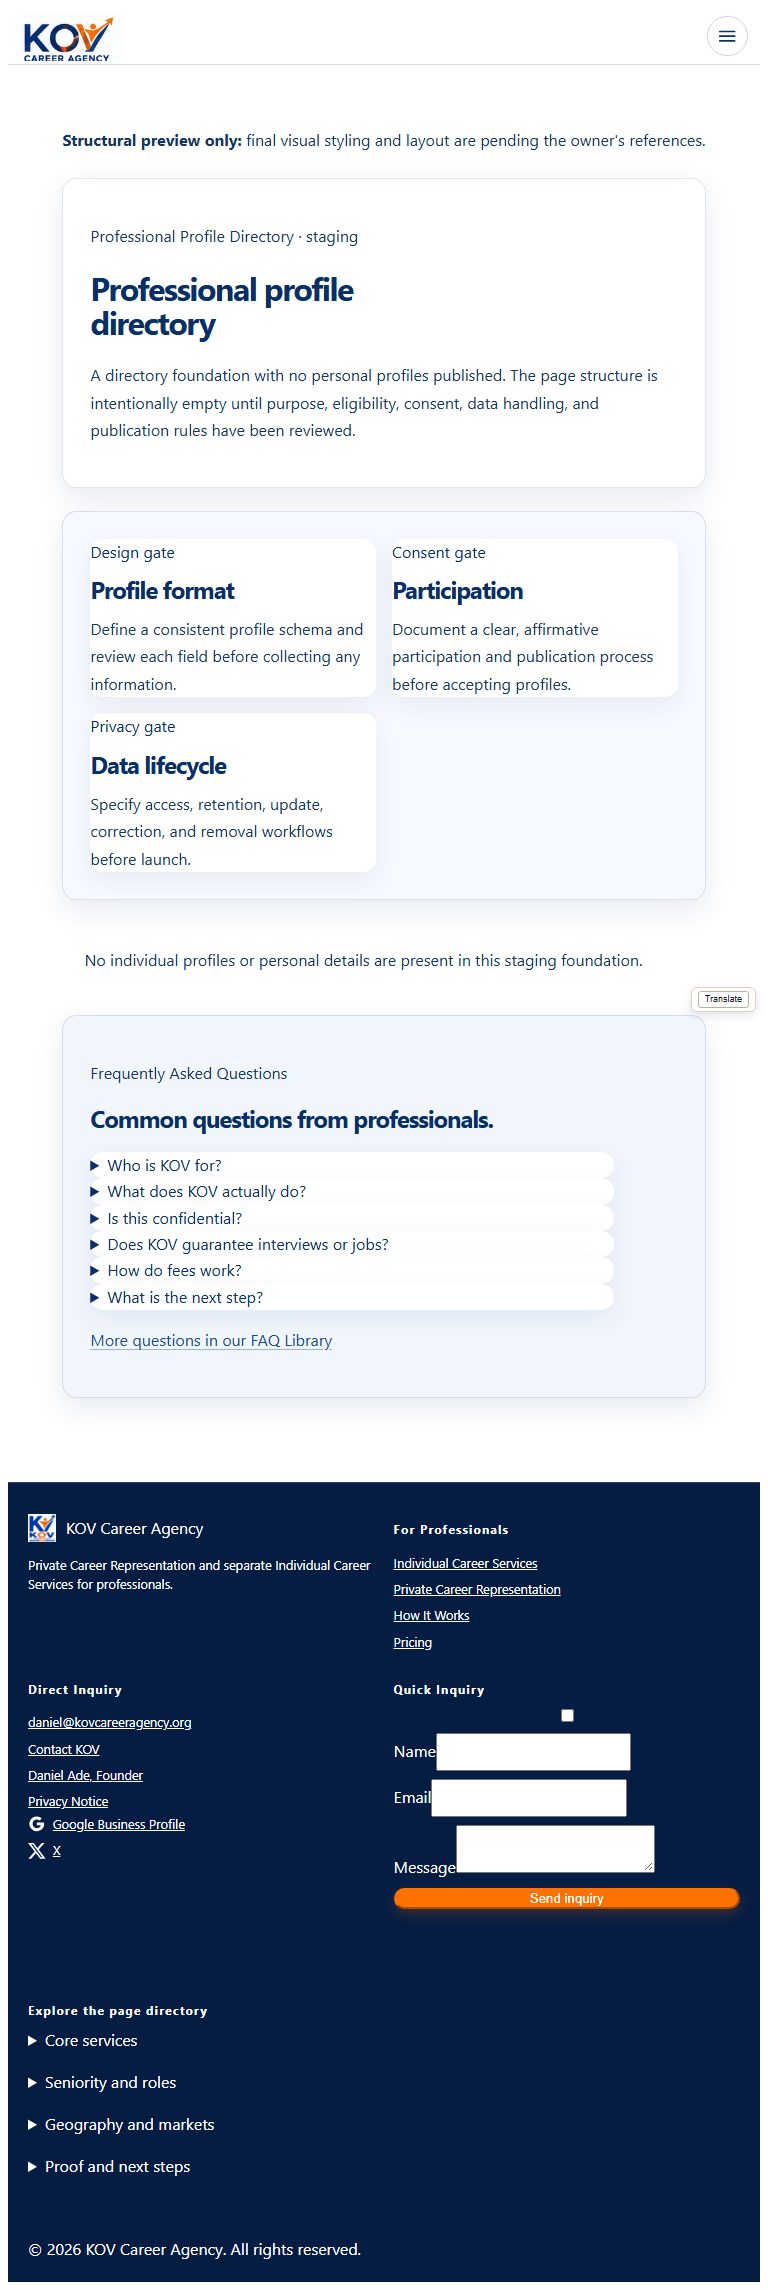 KOV
CAREER AGENCY
Structural preview only: final visual styling and layout are pending the owner's references.
Professional Profile Directory · staging
Professional profile
directory
A directory foundation with no personal profiles published. The page structure is
intentionally empty until purpose, eligibility, consent, data handling, and
publication rules have been reviewed.
Design gate
Profile format
Define a consistent profile schema and
review each field before collecting any
information.
Consent gate
Participation
Document a clear, affirmative
participation and publication process
before accepting profiles.
Privacy gate
Data lifecycle
Specify access, retention, update,
correction, and removal workflows
before launch.
No individual profiles or personal details are present in this staging foundation.
Translate
Frequently Asked Questions
Common questions from professionals.
Who is KOV for?
What does KOV actually do?
Is this confidential?
Does KOV guarantee interviews or jobs?
How do fees work?
What is the next step?
More questions in our FAQ Library
KOV Career Agency
Private Career Representation and separate Individual Career
Services for professionals.
For Professionals
Individual Career Services
Private Career Representation
How It Works
Pricing
Direct Inquiry
daniel@kovcareeragency.org
Contact KOV
Daniel Ade, Founder
Privacy Notice
Google Business Profile
X
Quick Inquiry
Name
Email
Message
Send inquiry
Explore the page directory
Core services
Seniority and roles
Geography and markets
Proof and next steps
© 2026 KOV Career Agency. All rights reserved.